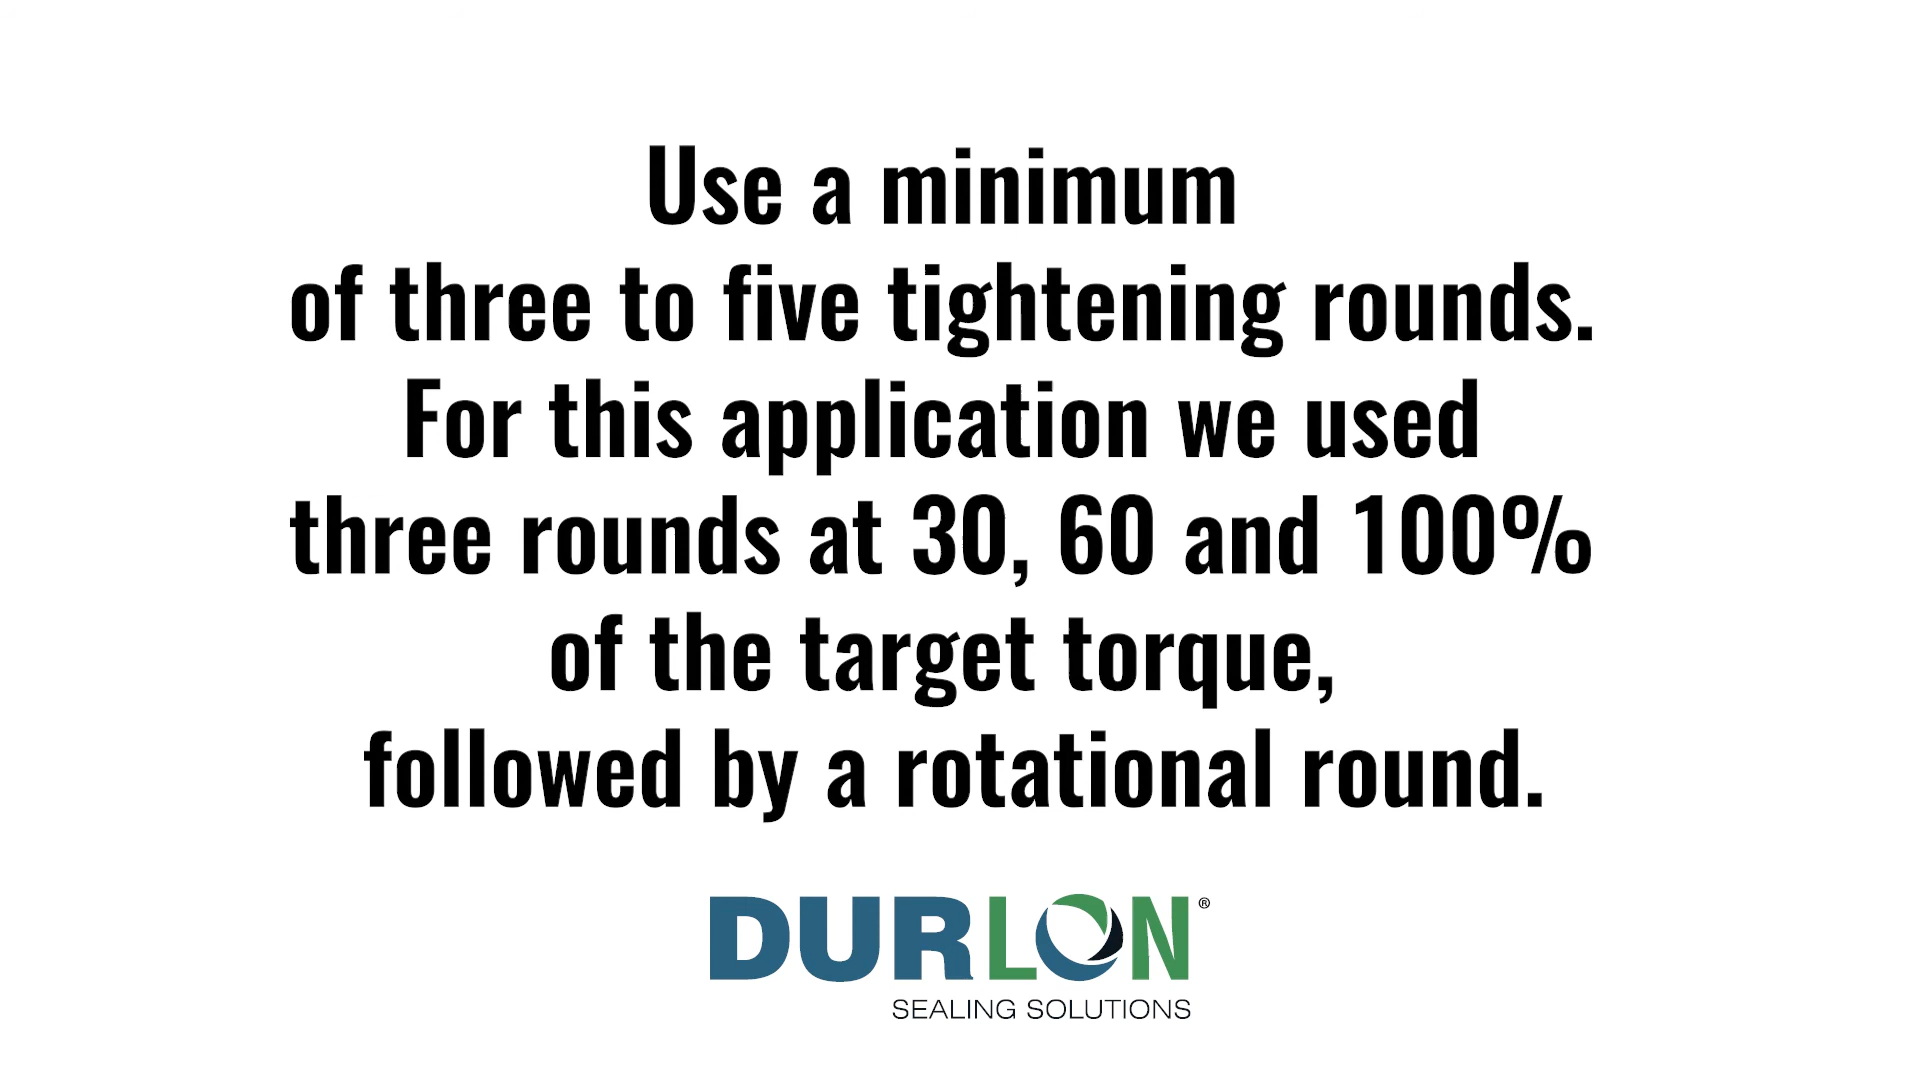 Use a minimum
of three to five tightening rounds.
For this application we used
three rounds at 30, 60 and 100%
of the target torque,
followed by a rotational round.
DURLON®
SEALING SOLUTIONS